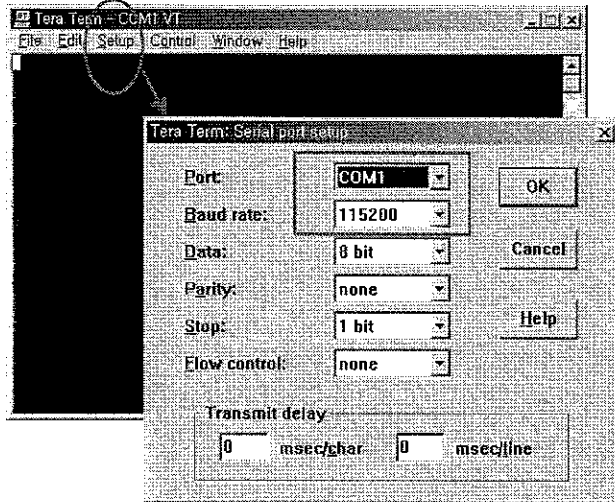 Tera Term - COM1 VT
File Edit Setup Control Window Help
Tera Term: Serial port setup
Port: COM1
OK
Baud rate: 115200
Data: 8 bit
Cancel
Parity: none
Stop: 1 bit
Help
Flow control: none
Transmit delay
0 msec/char 0 msec/line